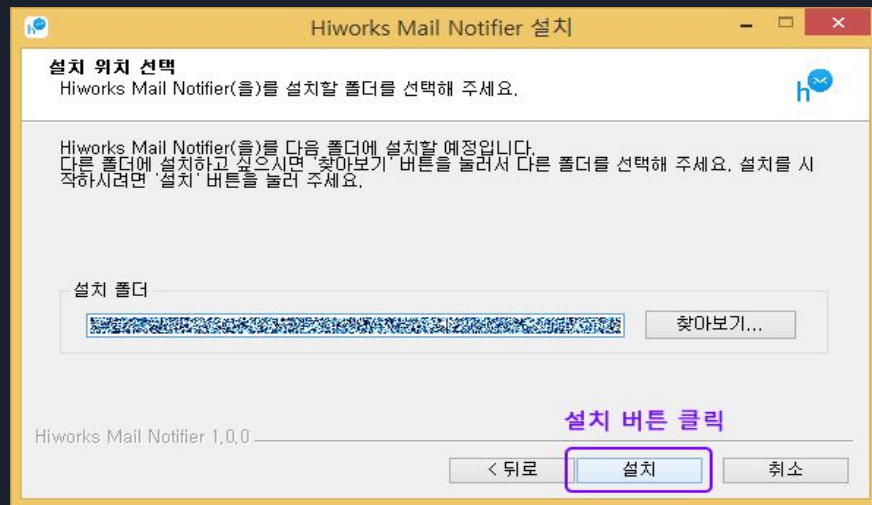 Hiworks Mail Notifier 설치
설치 위치 선택
Hiworks Mail Notifier(을)를 설치할 폴더를 선택해 주세요.
Hiworks Mail Notifier(을)를 다음 폴더에 설치할 예정입니다.
다른 폴더에 설치하고 싶으시면 '찾아보기' 버튼을 눌러서 다른 폴더를 선택해 주세요. 설치를 시
작하시려면 '설치' 버튼을 눌러 주세요.
설치 폴더
찾아보기...
설치 버튼 클릭
Hiworks Mail Notifier 1.0.0
< 뒤로
설치
취소